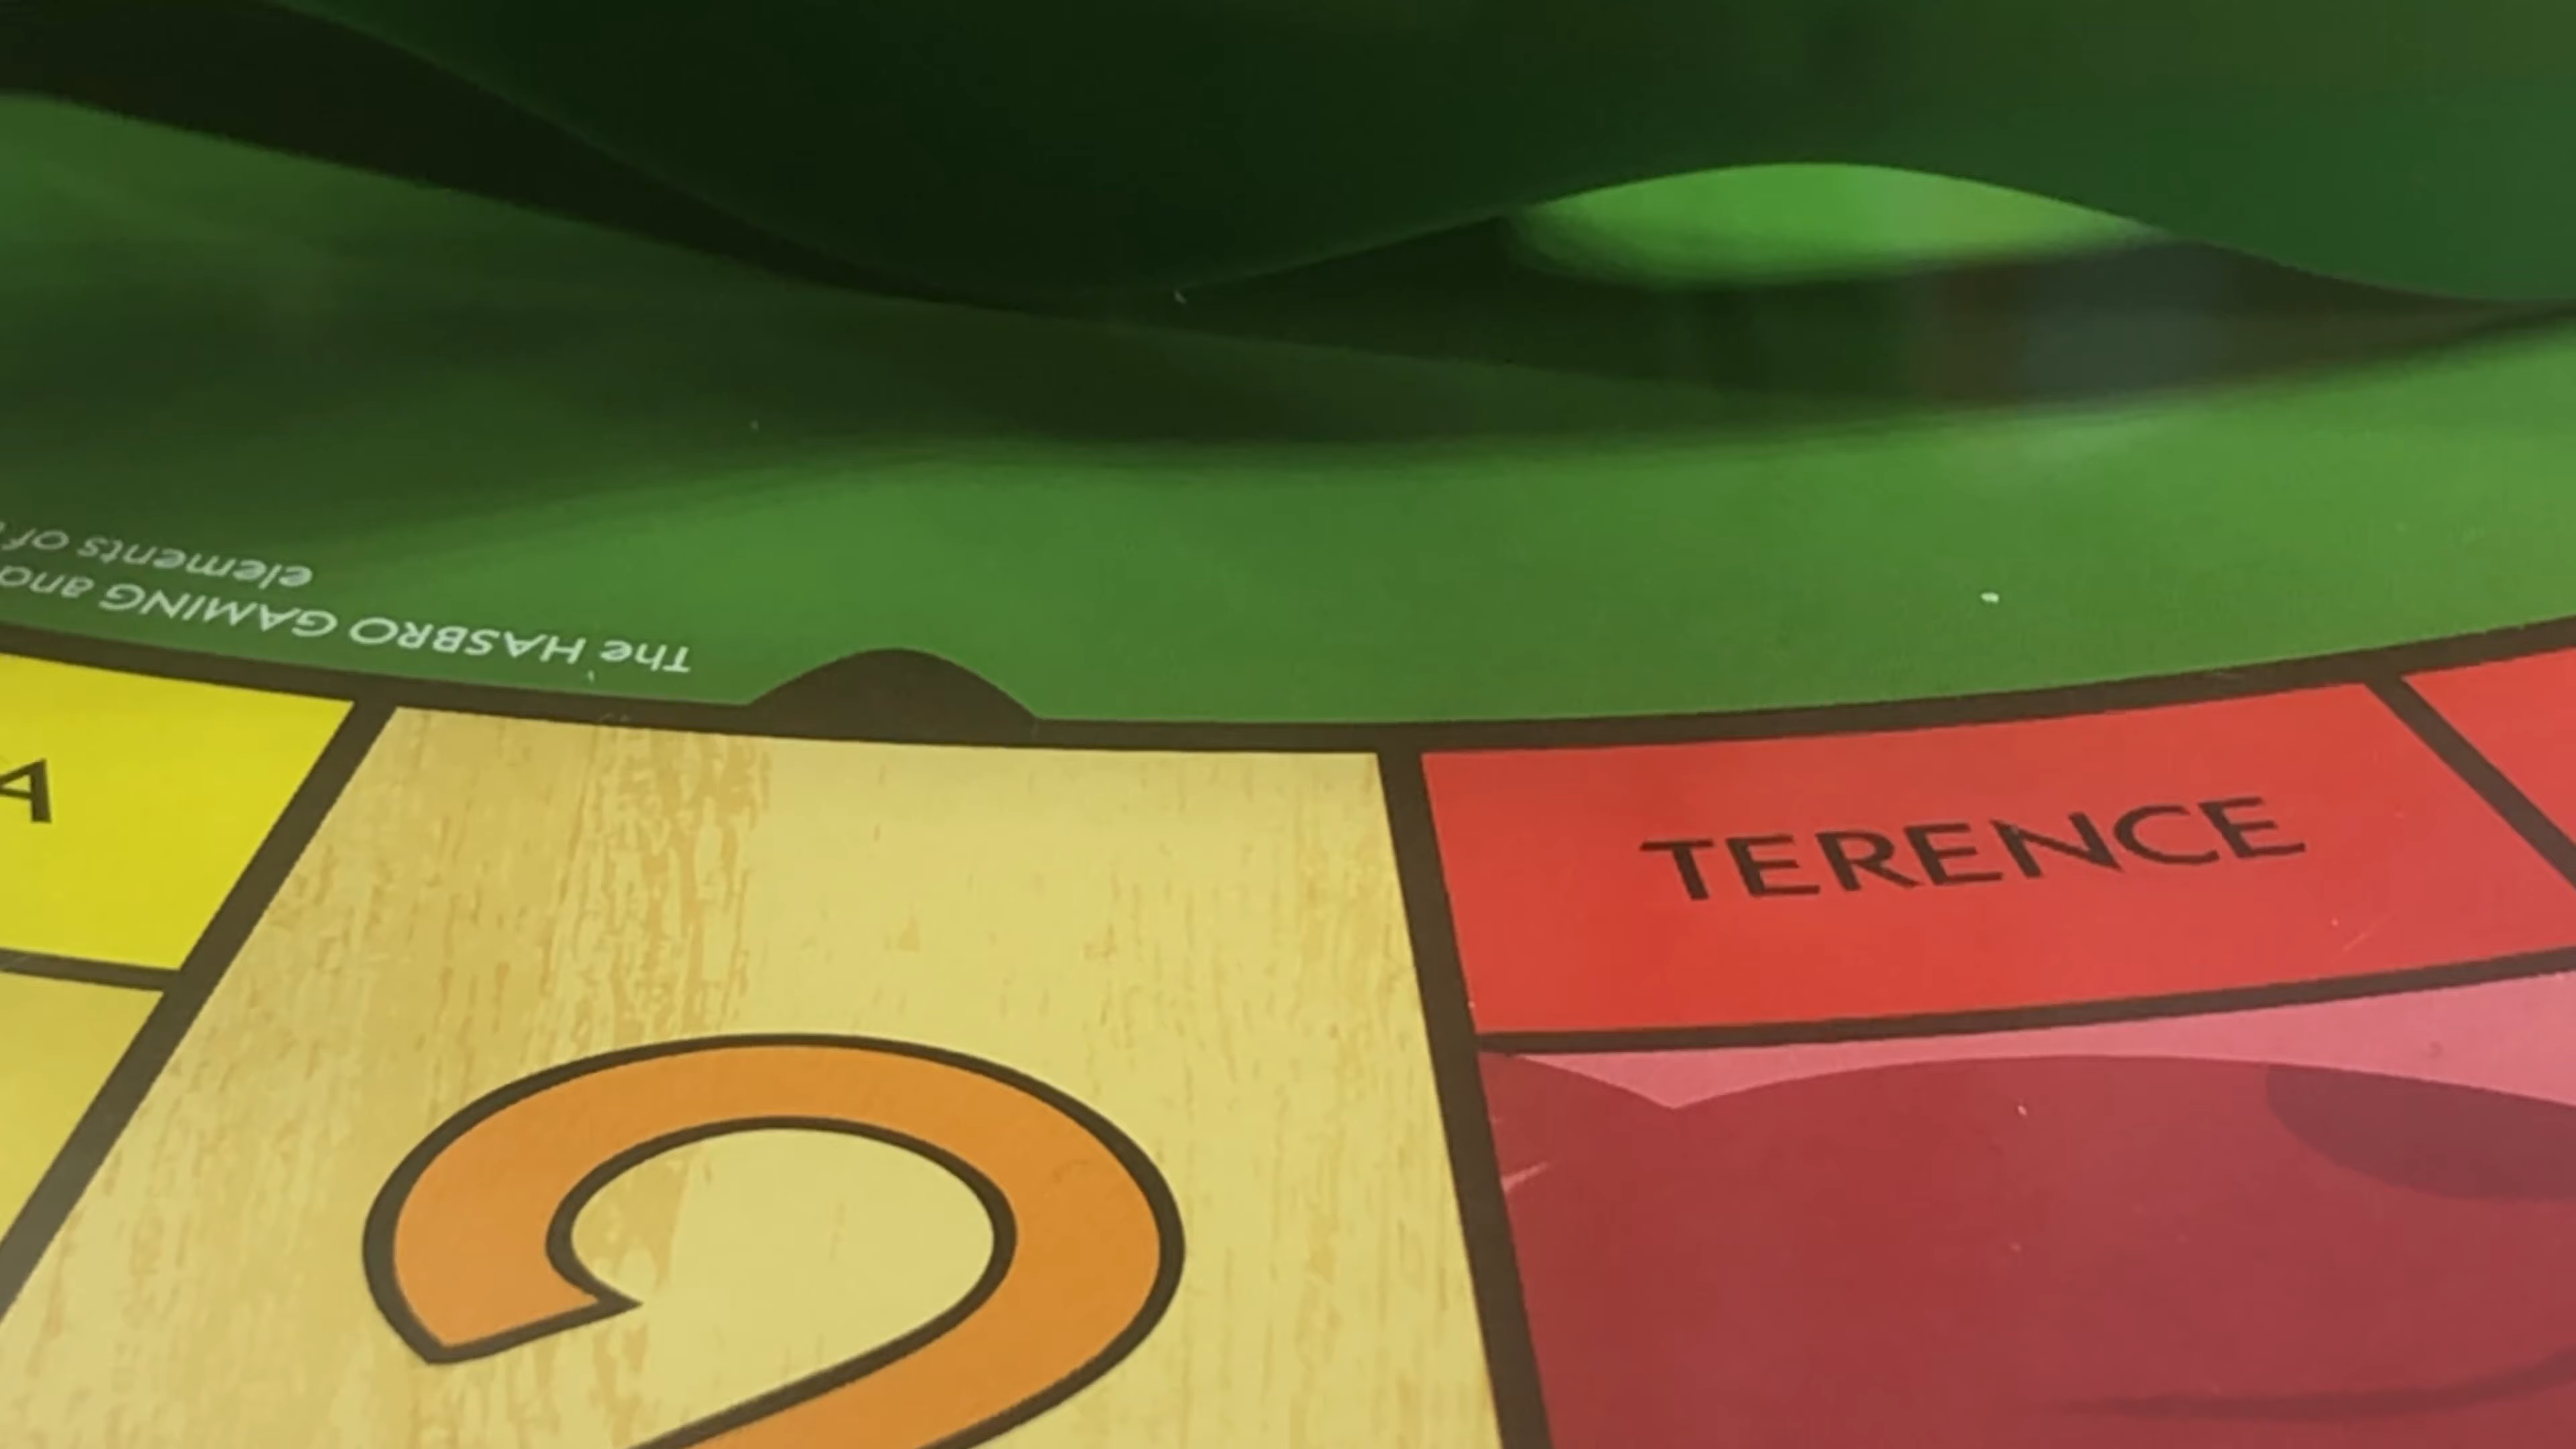 The HASBRO GAMING and
elements of
A
TERENCE
?